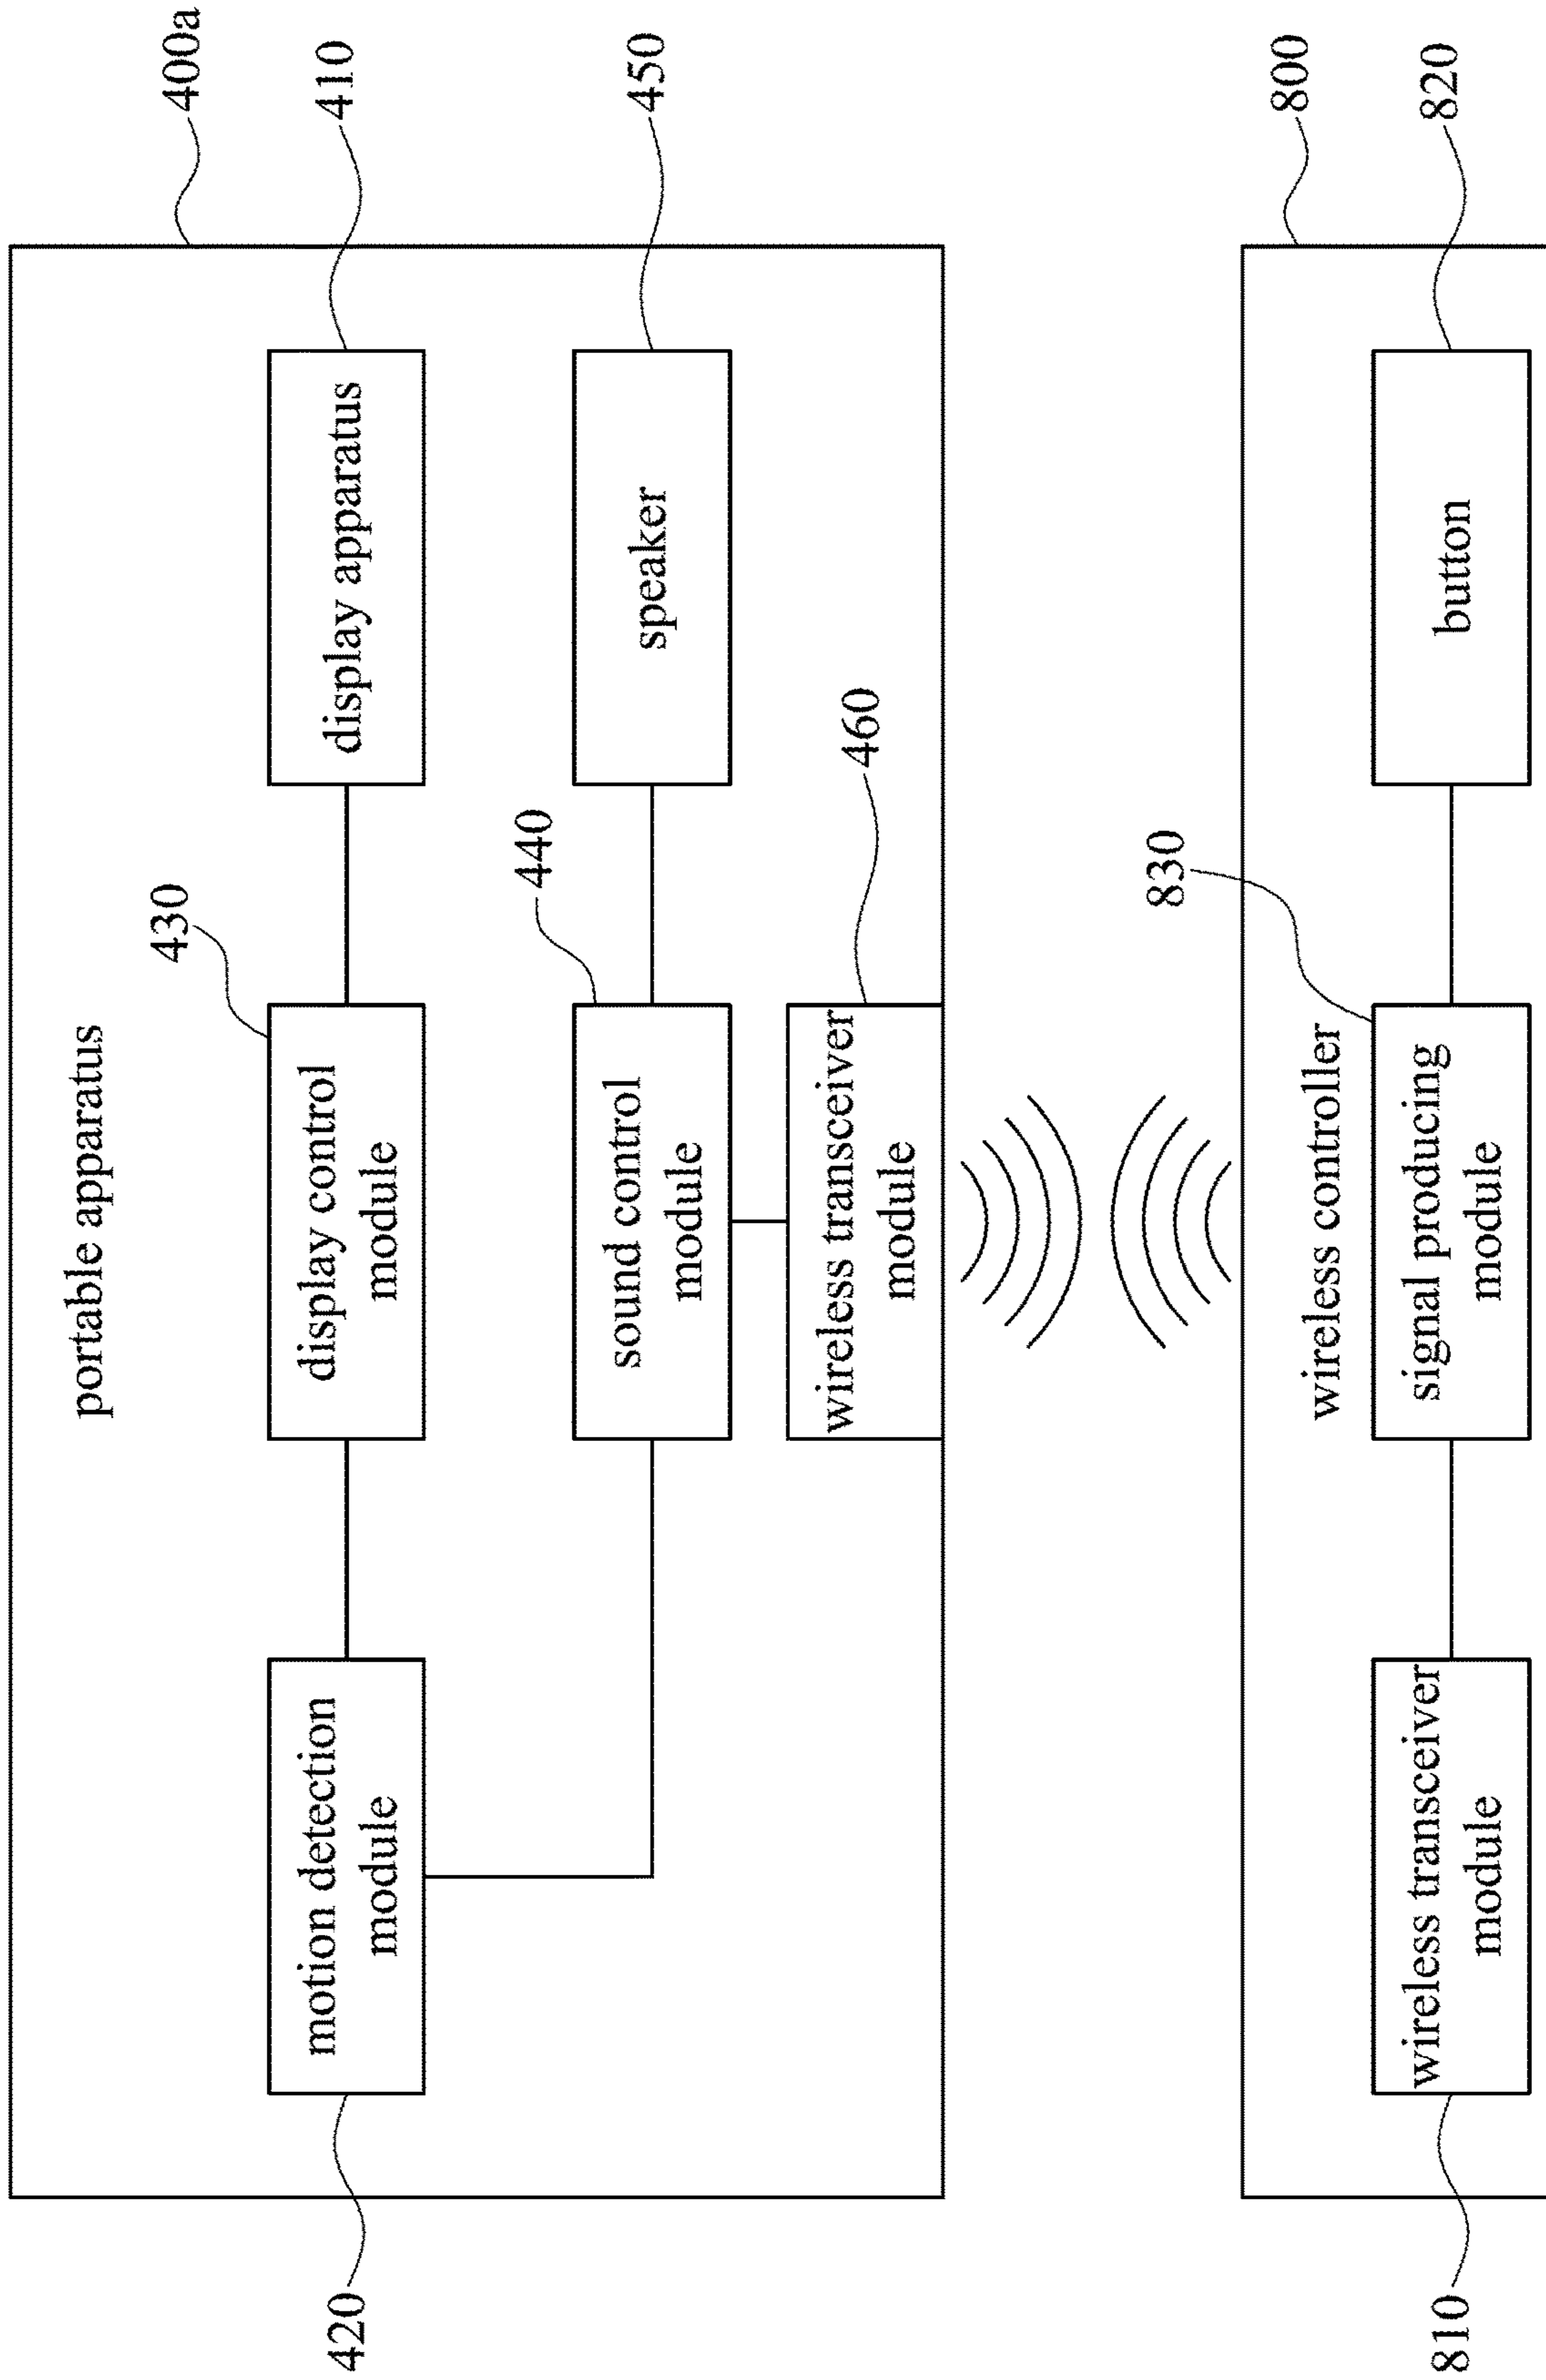 portable apparatus
400a
430
420
motion detection
module
display control
module
display apparatus
410
440
sound control
module
speaker
450
wireless transceiver
module
460
wireless controller
800
830
810
wireless transceiver
module
signal producing
module
button
820